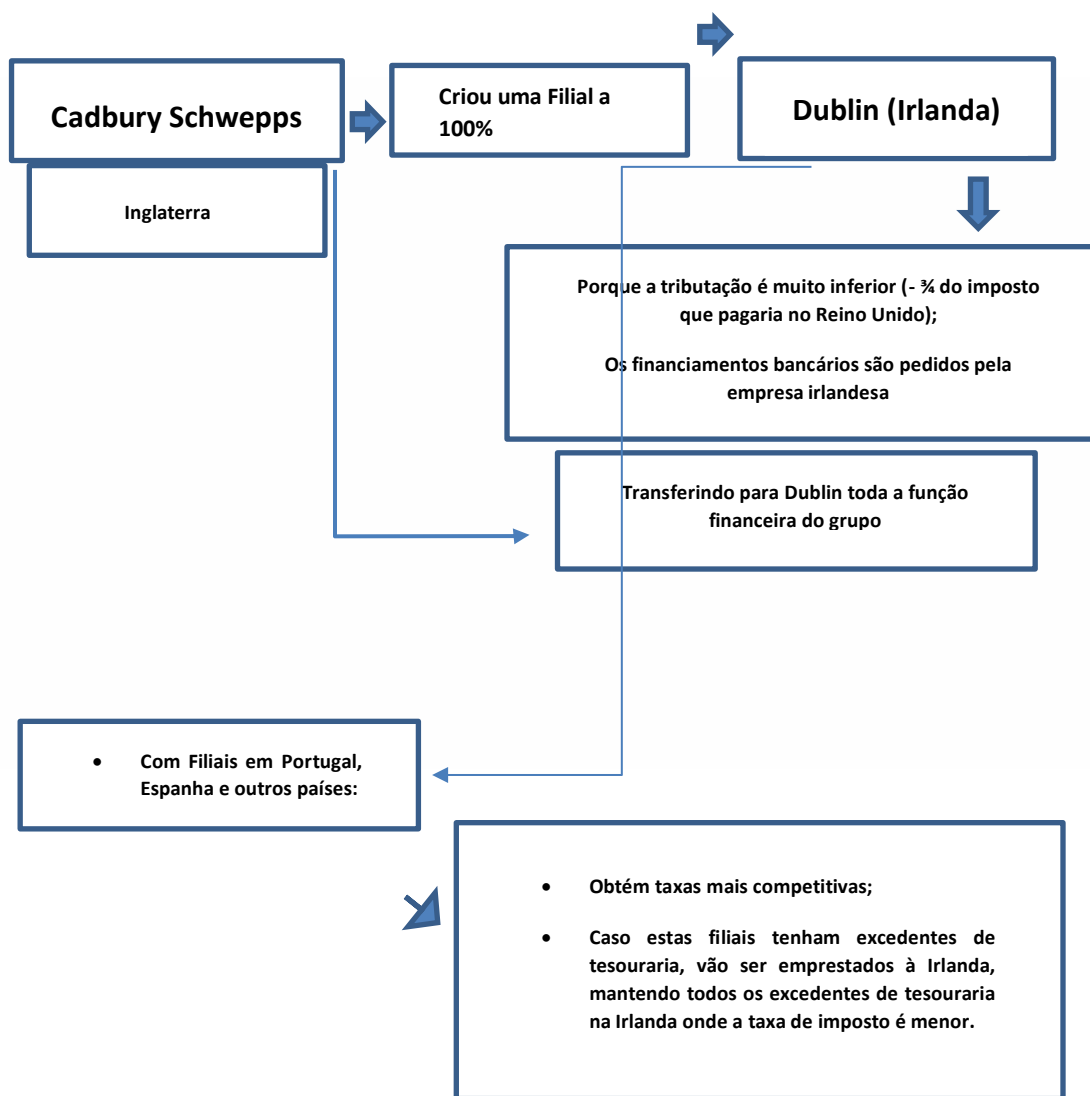 Cadbury Schwepps
Criou uma Filial a
100%
Dublin (Irlanda)
Inglaterra
Porque a tributação é muito inferior (- ¾ do imposto
que pagaria no Reino Unido);
Os financiamentos bancários são pedidos pela
empresa irlandesa
Transferindo para Dublin toda a função
financeira do grupo
• Com Filiais em Portugal,
Espanha e outros países:
• Obtém taxas mais competitivas;
• Caso estas filiais tenham excedentes de
tesouraria, vão ser emprestados à Irlanda,
mantendo todos os excedentes de tesouraria
na Irlanda onde a taxa de imposto é menor.